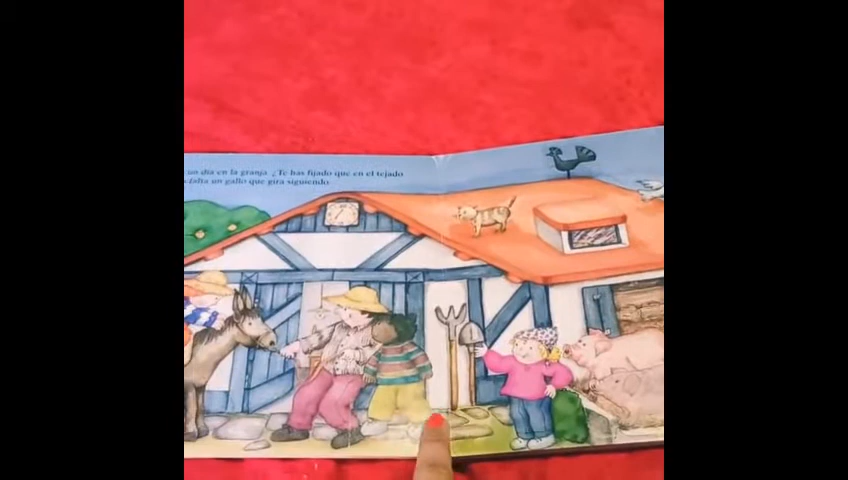 un día en la granja. ¿Te has fijado que en el tejado
falta un gallo que gira siguiendo